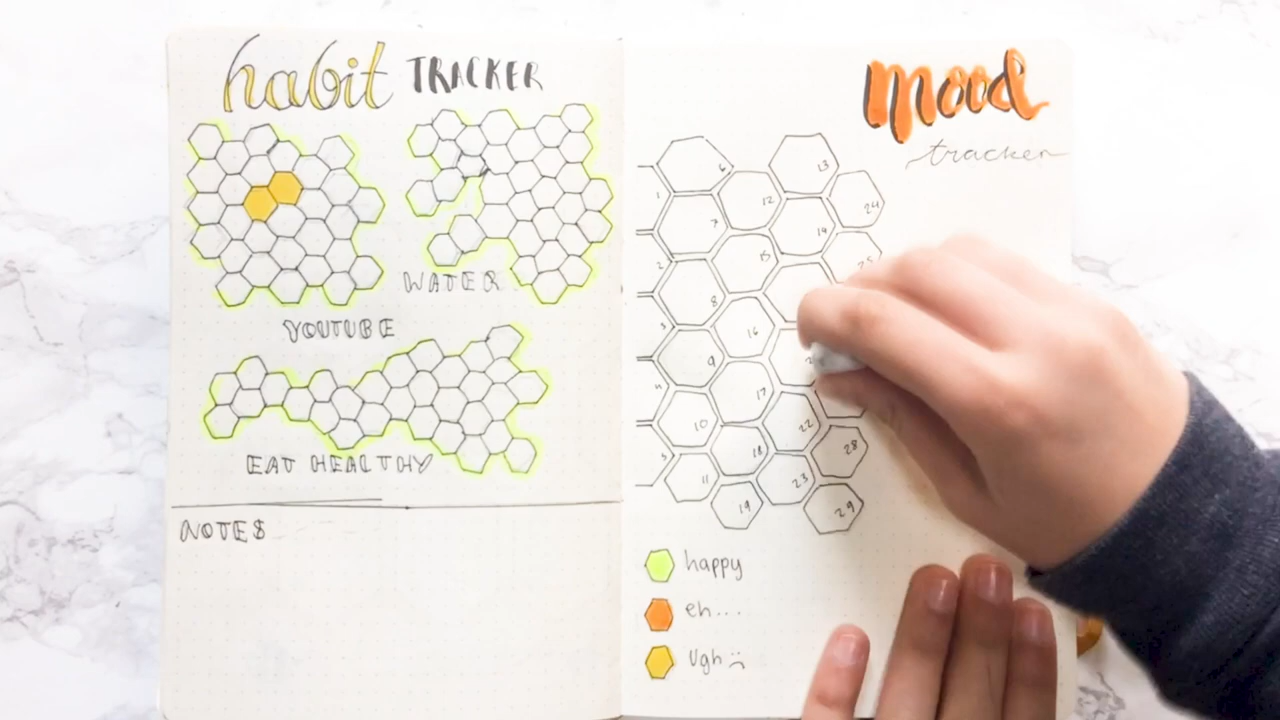 habit TRACKER
WATER
YOUTUBE
EAT HEALTHY
NOTES
mood
tracker
6
13
1
12
24
7
14
2
15
25
8
3
16
9
4
17
10
22
5
18
28
11
23
19
29
happy
eh...
Ugh :(